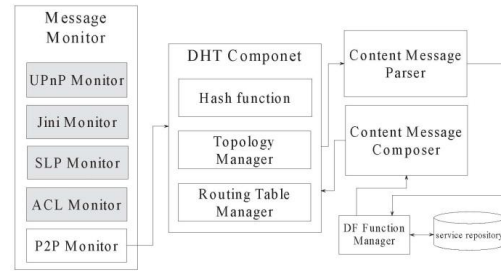 Message
Monitor
UPnP Monitor
Jini Monitor
SLP Monitor
ACL Monitor
P2P Monitor
DHT Componet
Hash function
Topology
Manager
Routing Table
Manager
Content Message
Parser
Content Message
Composer
DF Function
Manager
service repository